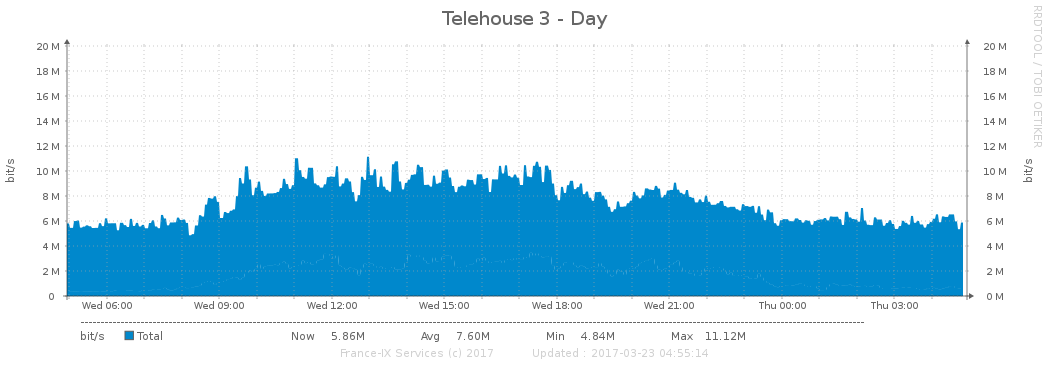 Telehouse 3 - Day
RRDTOOL / TOBI OETIKER
bit/s
bit/s
20 M 20 M
18 M 18 M
16 M 16 M
14 M 14 M
12 M 12 M
10 M 10 M
8 M 8 M
6 M 6 M
4 M 4 M
2 M 2 M
0 0 M
Wed 06:00 Wed 09:00 Wed 12:00 Wed 15:00 Wed 18:00 Wed 21:00 Thu 00:00 Thu 03:00
bit/s Total Now 5.86M Avg 7.60M Min 4.84M Max 11.12M
France-IX Services (c) 2017 Updated : 2017-03-23 04:55:14